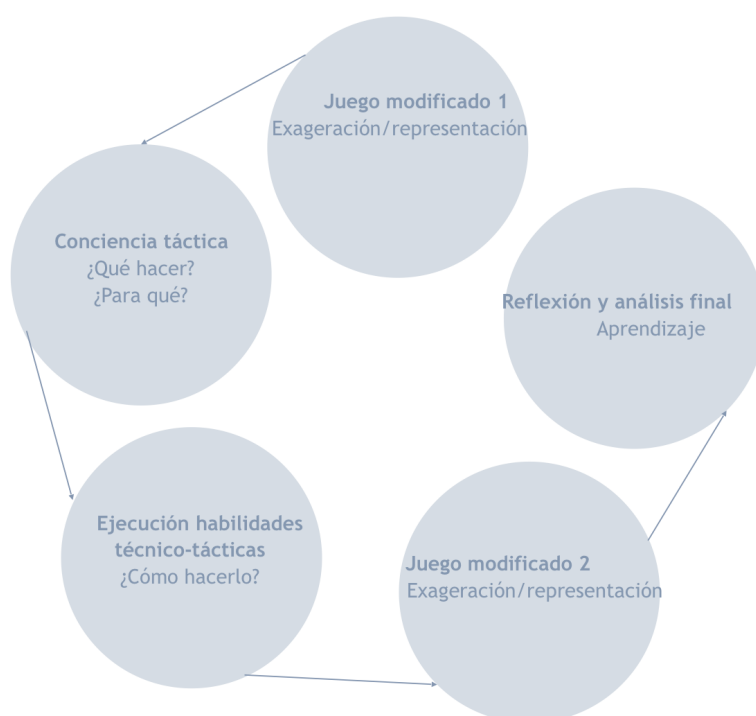 Juego modificado 1
Exageración/representación
Conciencia táctica
¿Qué hacer?
¿Para qué?
Ejecución habilidades
técnico-tácticas
¿Cómo hacerlo?
Juego modificado 2
Exageración/representación
Reflexión y análisis final
Aprendizaje